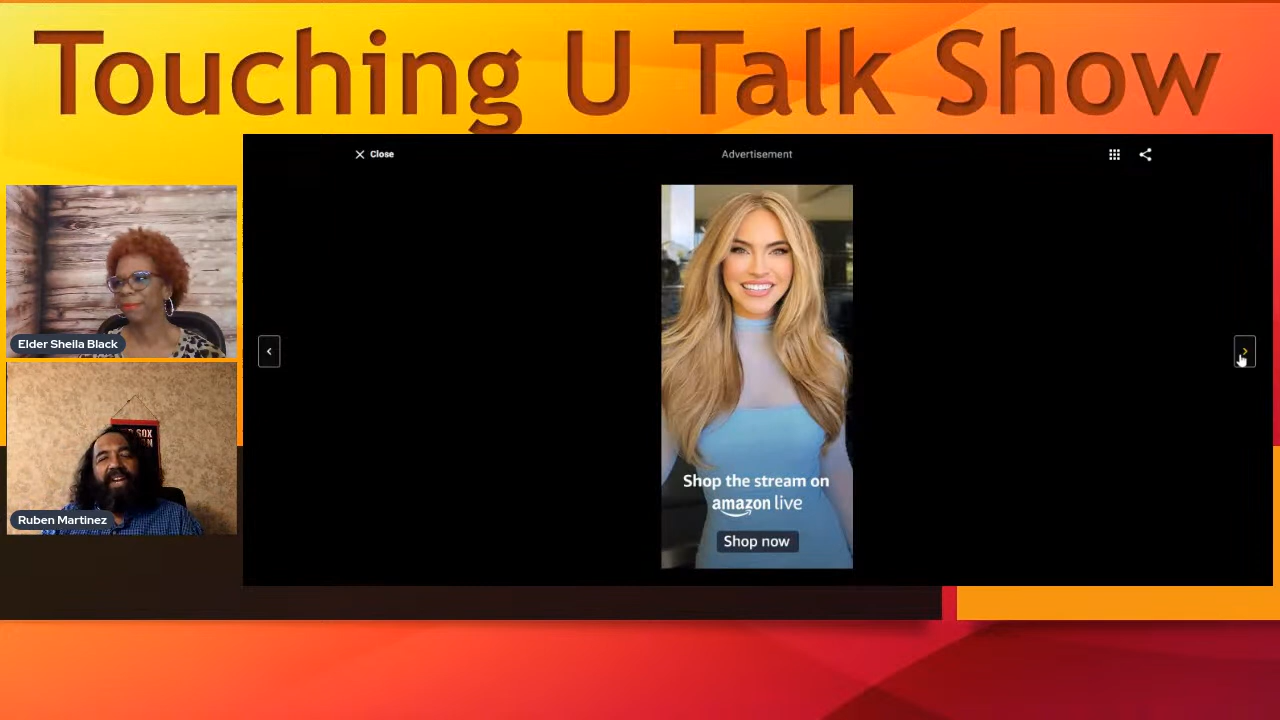 Touching U Talk Show
Close
Advertisement
Elder Sheila Black
Ruben Martinez
Shop the stream on
amazon live
Shop now